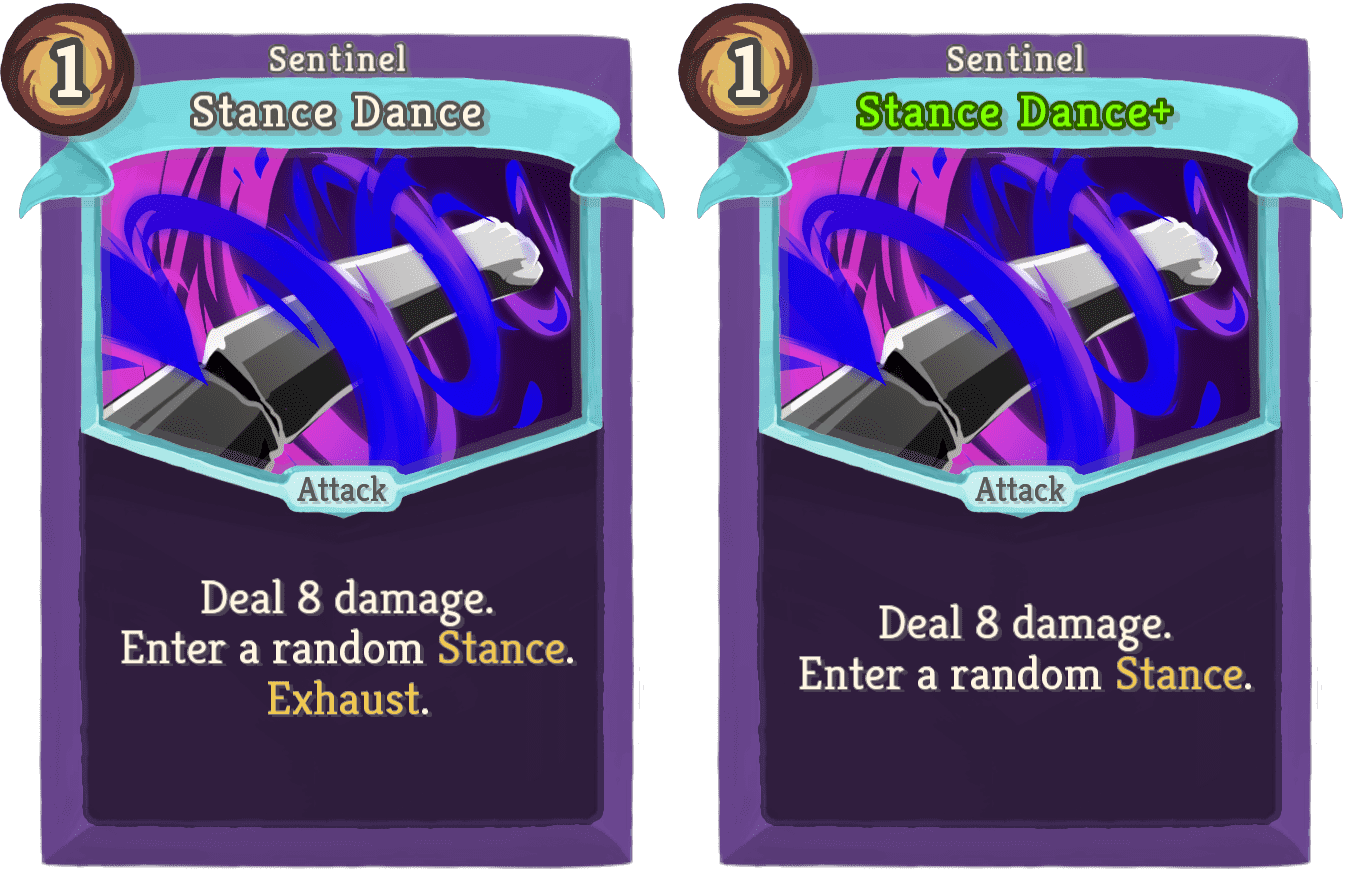 1
Sentinel
Stance Dance
Attack
Deal 8 damage.
Enter a random Stance.
Exhaust.
1
Sentinel
Stance Dance+
Attack
Deal 8 damage.
Enter a random Stance.